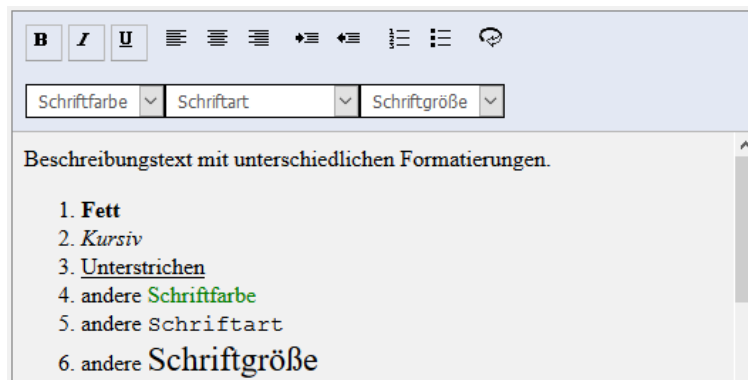 B I U
Schriftfarbe Schriftart Schriftgröße
Beschreibungstext mit unterschiedlichen Formatierungen.
1. Fett
2. Kursiv
3. Unterstrichen
4. andere Schriftfarbe
5. andere Schriftart
6. andere Schriftgröße